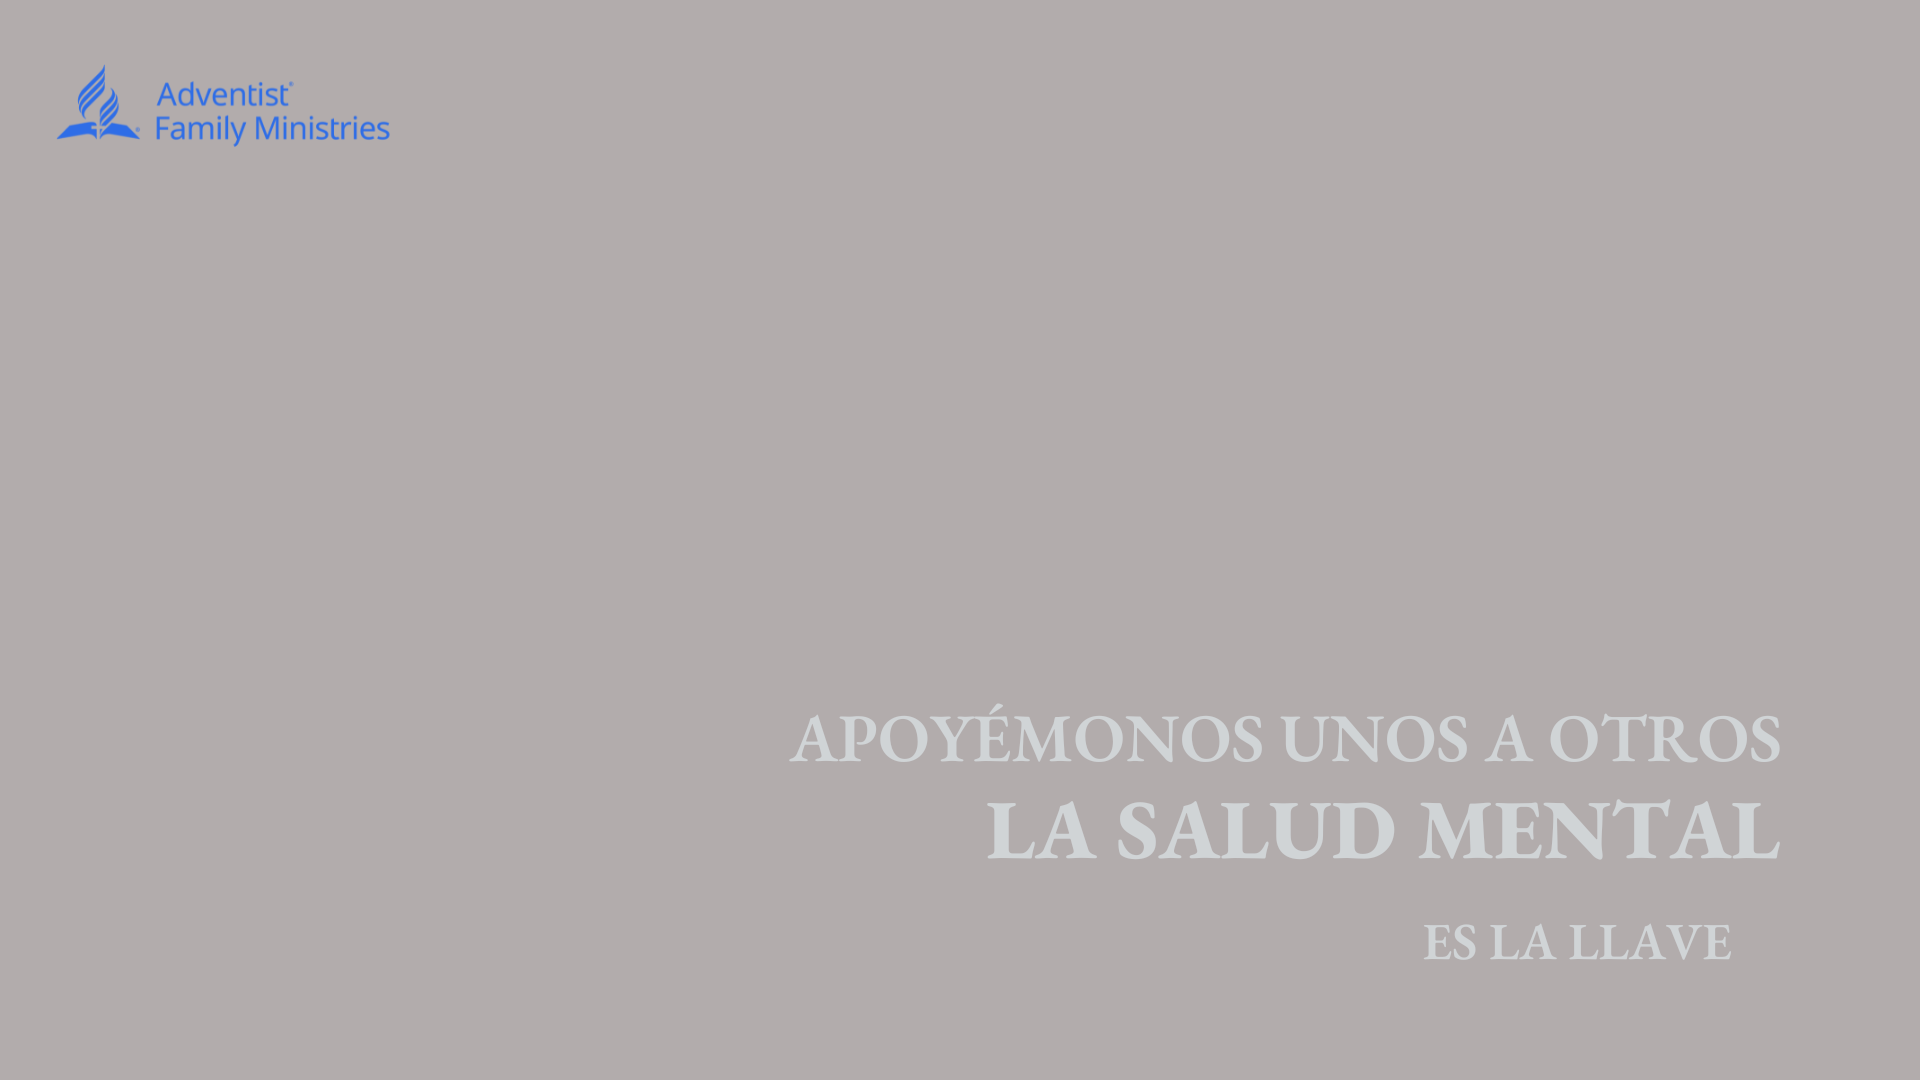 Adventist®
Family Ministries
APOYÉMONOS UNOS A OTROS
LA SALUD MENTAL
ES LA LLAVE